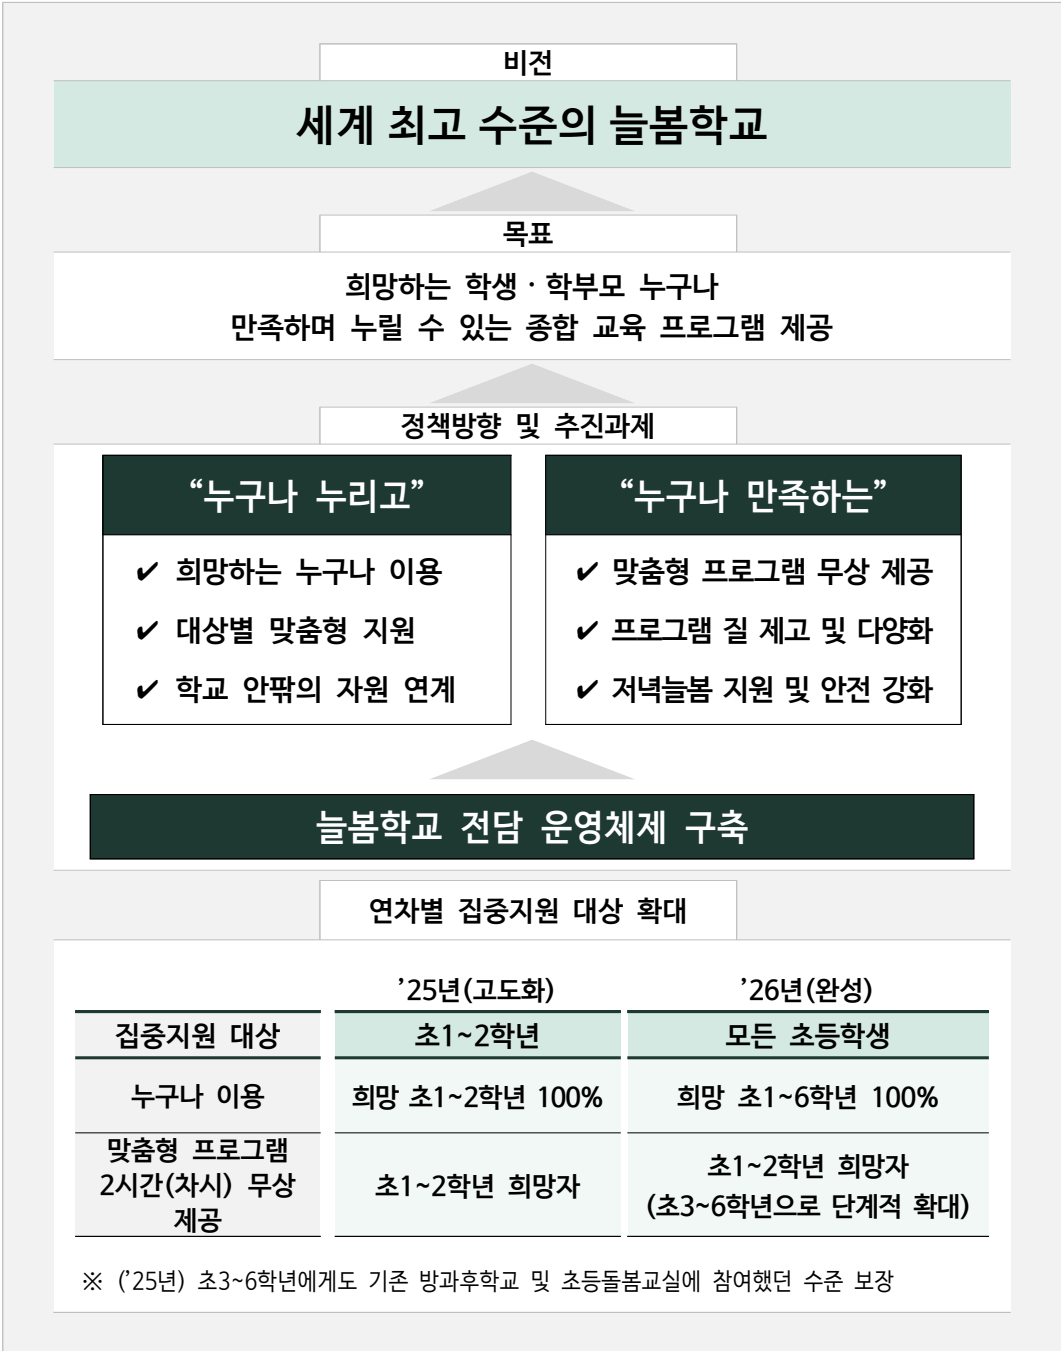 비전
세계 최고 수준의 늘봄학교
목표
희망하는 학생·학부모 누구나
만족하며 누릴 수 있는 종합 교육 프로그램 제공
정책방향 및 추진과제
“누구나 누리고”
✔ 희망하는 누구나 이용
✔ 대상별 맞춤형 지원
✔ 학교 안팎의 자원 연계
“누구나 만족하는”
✔ 맞춤형 프로그램 무상 제공
✔ 프로그램 질 제고 및 다양화
✔ 저녁늘봄 지원 및 안전 강화
늘봄학교 전담 운영체제 구축
연차별 집중지원 대상 확대
’25년(고도화) ’26년(완성)
집중지원 대상 초1~2학년 모든 초등학생
누구나 이용 희망 초1~2학년 100% 희망 초1~6학년 100%
맞춤형 프로그램
2시간(차시) 무상
제공
초1~2학년 희망자
초1~2학년 희망자
(초3~6학년으로 단계적 확대)
※ (’25년) 초3~6학년에게도 기존 방과후학교 및 초등돌봄교실에 참여했던 수준 보장